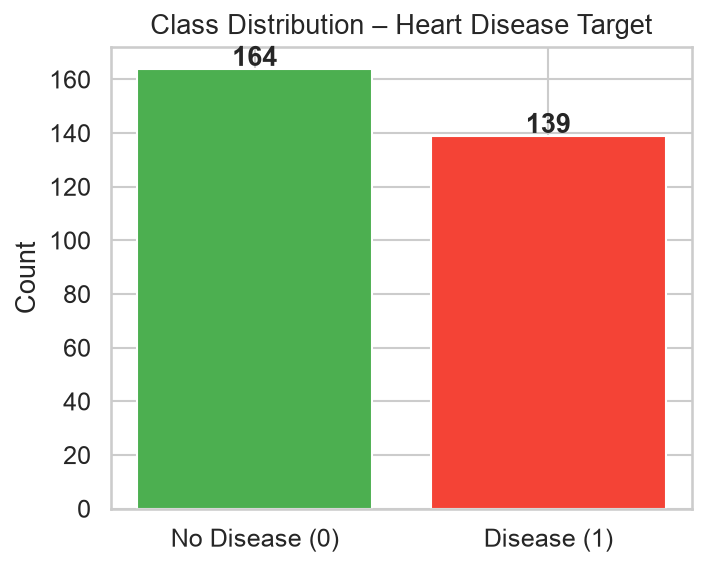 Class Distribution – Heart Disease Target
164
139
160
140
120
100
80
60
40
20
0
Count
No Disease (0)
Disease (1)